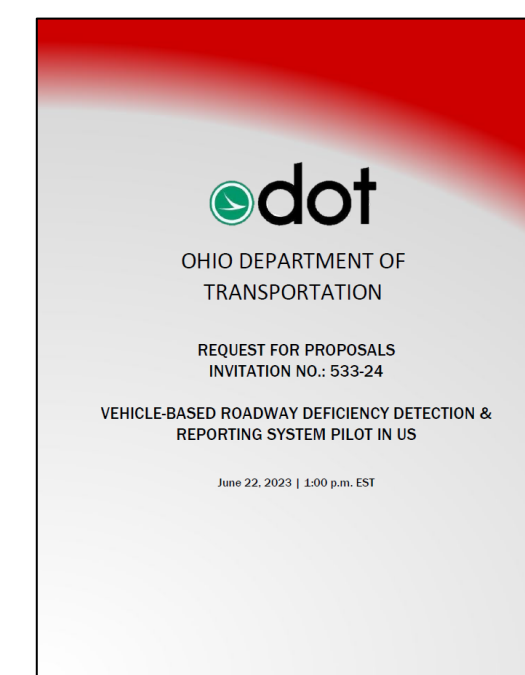 odot
OHIO DEPARTMENT OF
TRANSPORTATION
REQUEST FOR PROPOSALS
INVITATION NO.: 533-24
VEHICLE-BASED ROADWAY DEFICIENCY DETECTION &
REPORTING SYSTEM PILOT IN US
June 22, 2023 | 1:00 p.m. EST